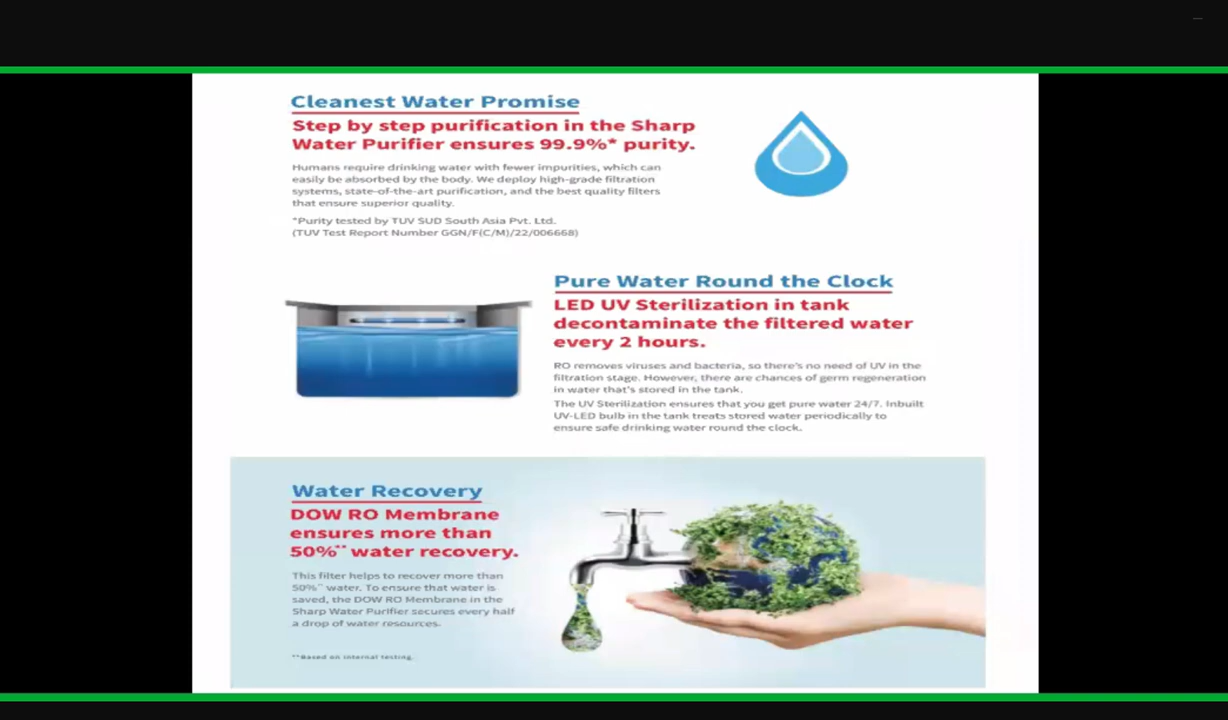 Cleanest Water Promise
Step by step purification in the Sharp
Water Purifier ensures 99.9%* purity.
Humans require drinking water with fewer impurities, which can
easily be absorbed by the body. We deploy high-grade filtration
systems, state-of-the-art purification, and the best quality filters
that ensure superior quality.
*Purity tested by TUV SUD South Asia Pvt. Ltd.
(TUV Test Report Number GGN/F(C/M)/22/006668)
Pure Water Round the Clock
LED UV Sterilization in tank
decontaminate the filtered water
every 2 hours.
RO removes viruses and bacteria, so there's no need of UV in the
filtration stage. However, there are chances of germ regeneration
in water that's stored in the tank.
The UV Sterilization ensures that you get pure water 24/7. Inbuilt
UV-LED bulb in the tank treats stored water periodically to
ensure safe drinking water round the clock.
Water Recovery
DOW RO Membrane
ensures more than
50%** water recovery.
This filter helps to recover more than
50%** water. To ensure that water is
saved, the DOW RO Membrane in the
Sharp Water Purifier secures every half
a drop of water resources.
**Based on internal testing.